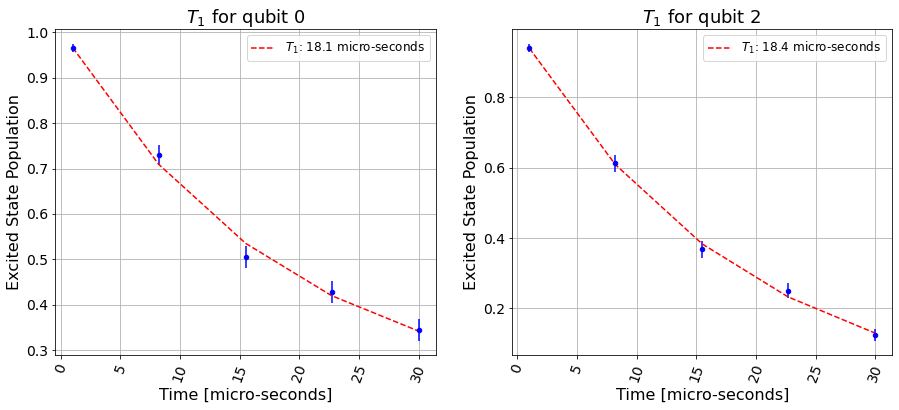 T1 for qubit 0
T1: 18.1 micro-seconds
Excited State Population
1.0
0.9
0.8
0.7
0.6
0.5
0.4
0.3
0 5 10 15 20 25 30
Time [micro-seconds]
T1 for qubit 2
T1: 18.4 micro-seconds
Excited State Population
0.8
0.6
0.4
0.2
0 5 10 15 20 25 30
Time [micro-seconds]